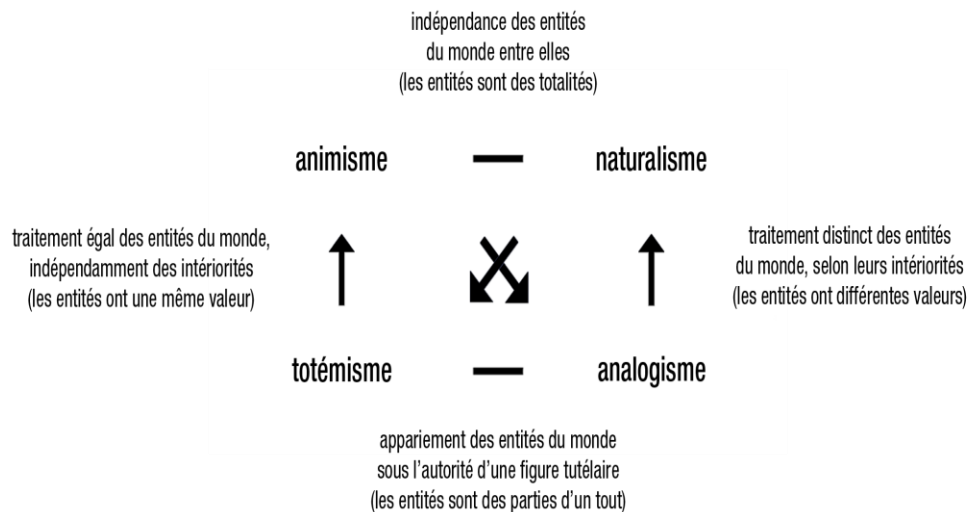 indépendance des entités
du monde entre elles
(les entités sont des totalités)
animisme
naturalisme
traitement égal des entités du monde,
indépendamment des intériorités
(les entités ont une même valeur)
traitement distinct des entités
du monde, selon leurs intériorités
(les entités ont différentes valeurs)
totémisme
analogisme
appariement des entités du monde
sous l'autorité d'une figure tutélaire
(les entités sont des parties d'un tout)